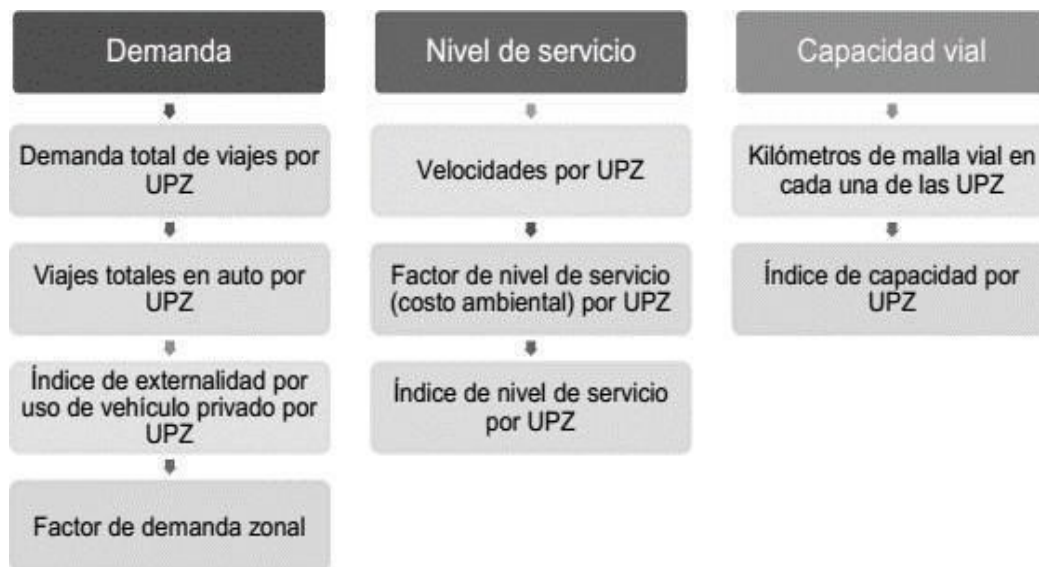 Demanda
Demanda total de viajes por
UPZ
Viajes totales en auto por
UPZ
Índice de externalidad por
uso de vehículo privado por
UPZ
Factor de demanda zonal
Nivel de servicio
Velocidades por UPZ
Factor de nivel de servicio
(costo ambiental) por UPZ
Índice de nivel de servicio
por UPZ
Capacidad vial
Kilómetros de malla vial en
cada una de las UPZ
Índice de capacidad por
UPZ